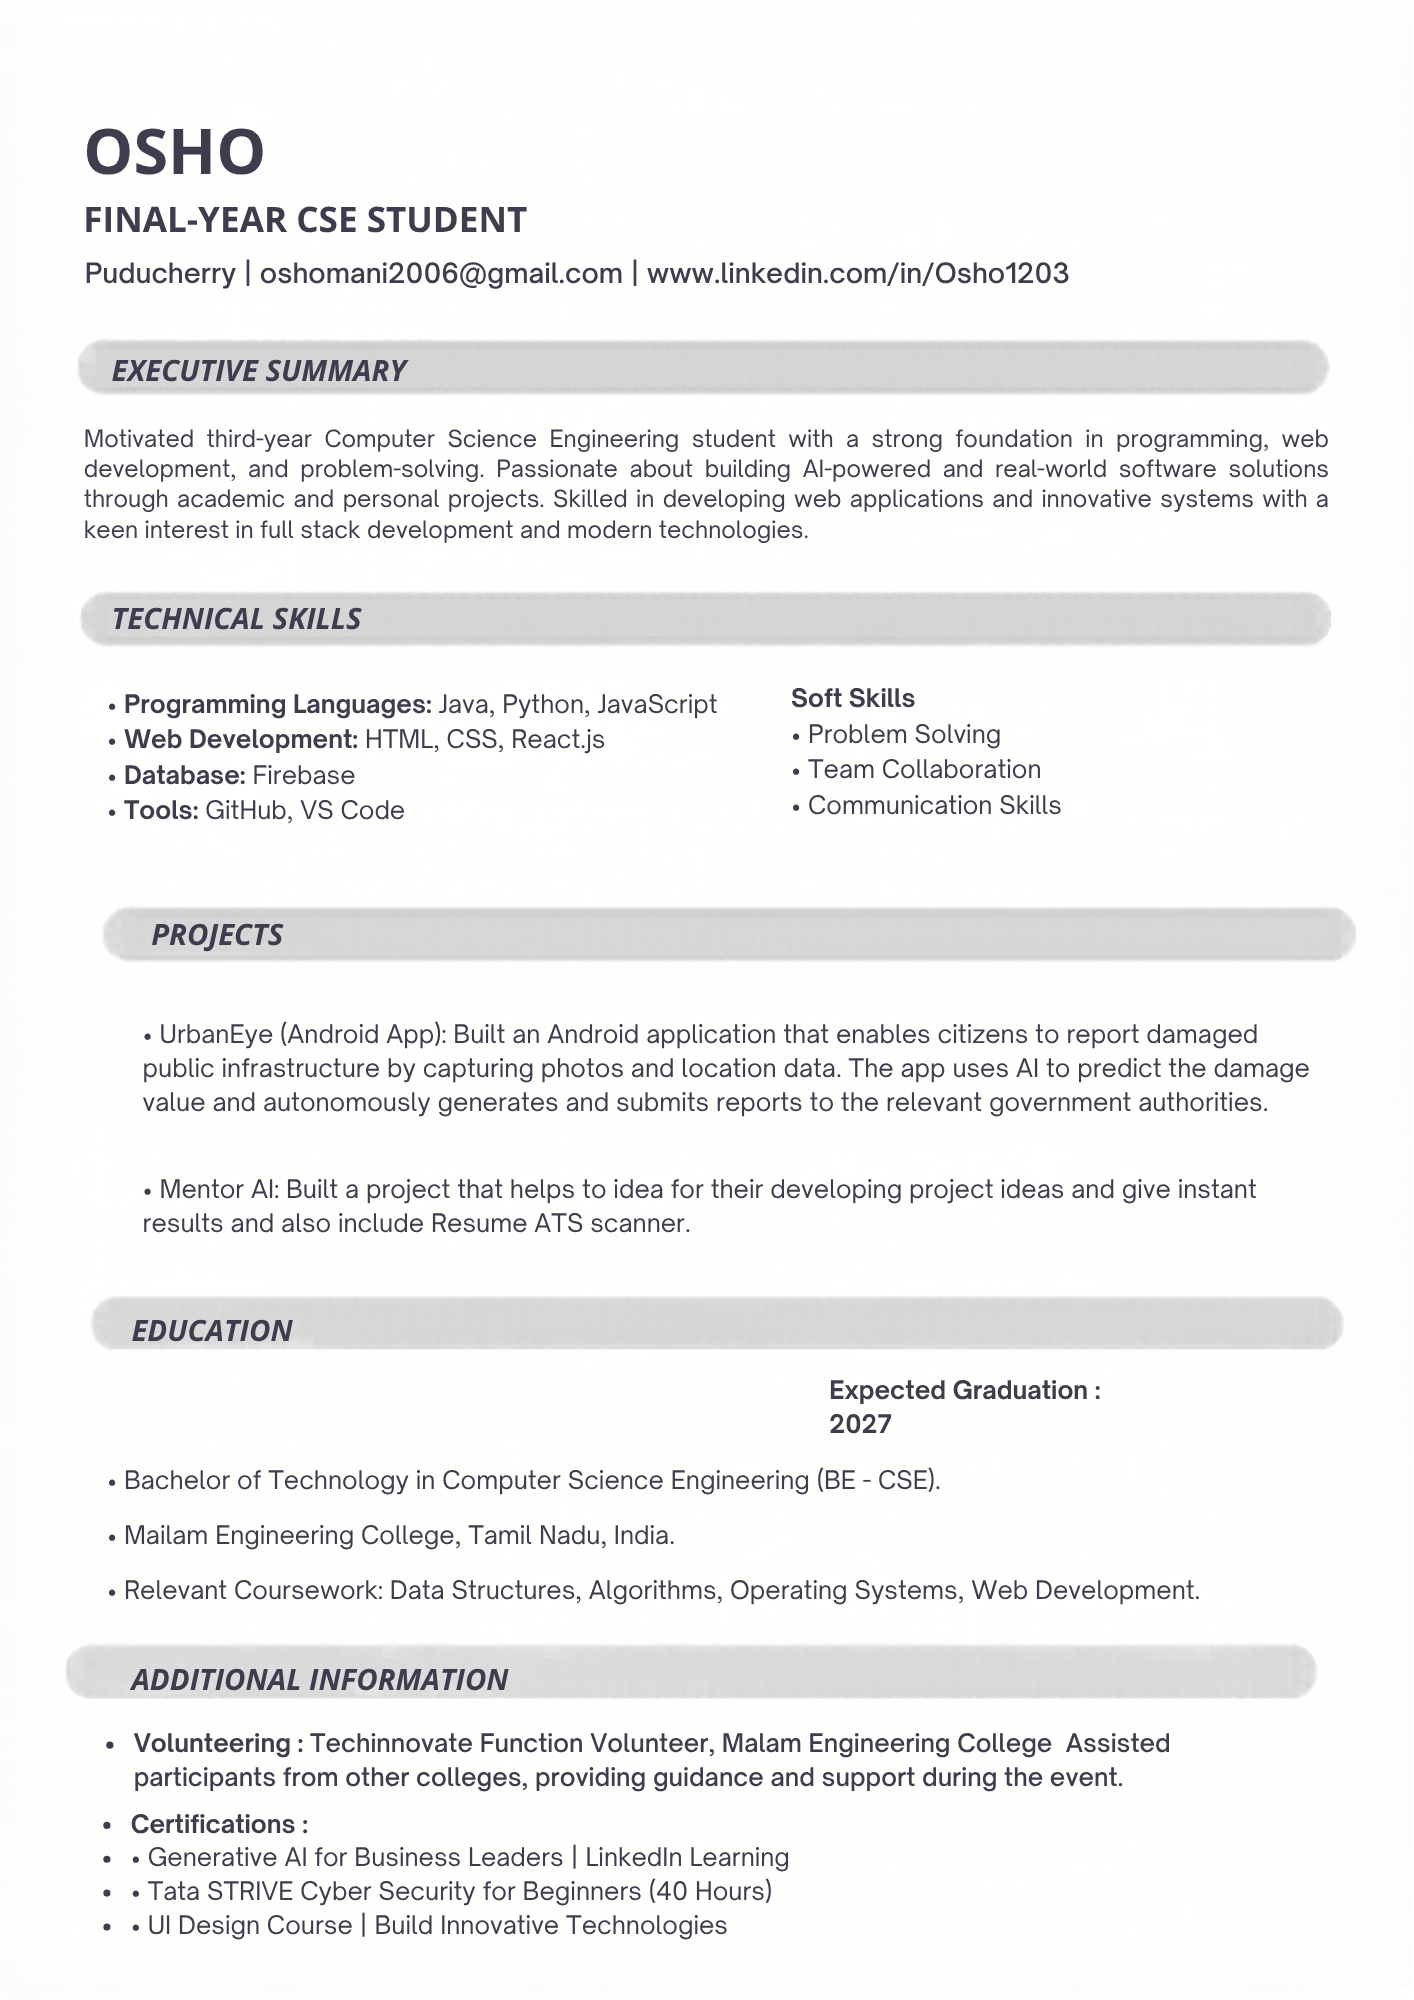 OSHO
FINAL-YEAR CSE STUDENT
Puducherry | oshomani2006@gmail.com | www.linkedin.com/in/Osho1203
EXECUTIVE SUMMARY
Motivated third-year Computer Science Engineering student with a strong foundation in programming, web
development, and problem-solving. Passionate about building AI-powered and real-world software solutions
through academic and personal projects. Skilled in developing web applications and innovative systems with a
keen interest in full stack development and modern technologies.
TECHNICAL SKILLS
• Programming Languages: Java, Python, JavaScript
• Web Development: HTML, CSS, React.js
• Database: Firebase
• Tools: GitHub, VS Code
Soft Skills
• Problem Solving
• Team Collaboration
• Communication Skills
PROJECTS
• UrbanEye (Android App): Built an Android application that enables citizens to report damaged
public infrastructure by capturing photos and location data. The app uses AI to predict the damage
value and autonomously generates and submits reports to the relevant government authorities.
• Mentor AI: Built a project that helps to idea for their developing project ideas and give instant
results and also include Resume ATS scanner.
EDUCATION
Expected Graduation :
2027
• Bachelor of Technology in Computer Science Engineering (BE - CSE).
• Mailam Engineering College, Tamil Nadu, India.
• Relevant Coursework: Data Structures, Algorithms, Operating Systems, Web Development.
ADDITIONAL INFORMATION
• Volunteering : Techinnovate Function Volunteer, Malam Engineering College  Assisted
participants from other colleges, providing guidance and support during the event.
• Certifications :
• • Generative AI for Business Leaders | LinkedIn Learning
• • Tata STRIVE Cyber Security for Beginners (40 Hours)
• • UI Design Course | Build Innovative Technologies